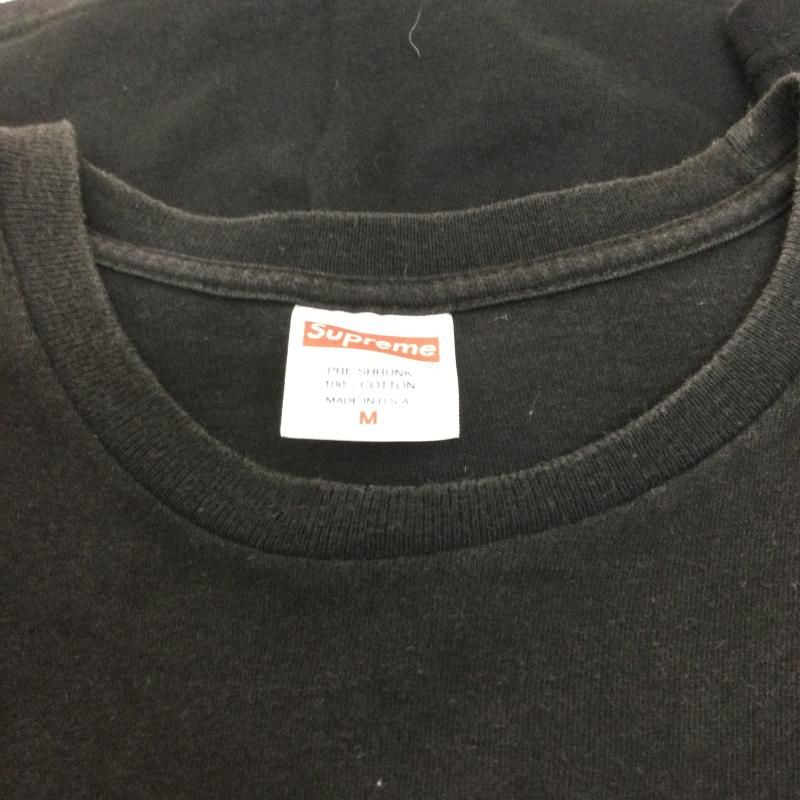 Supreme
PRE-SHRUNK
100% COTTON
MADE IN U.S.A
M